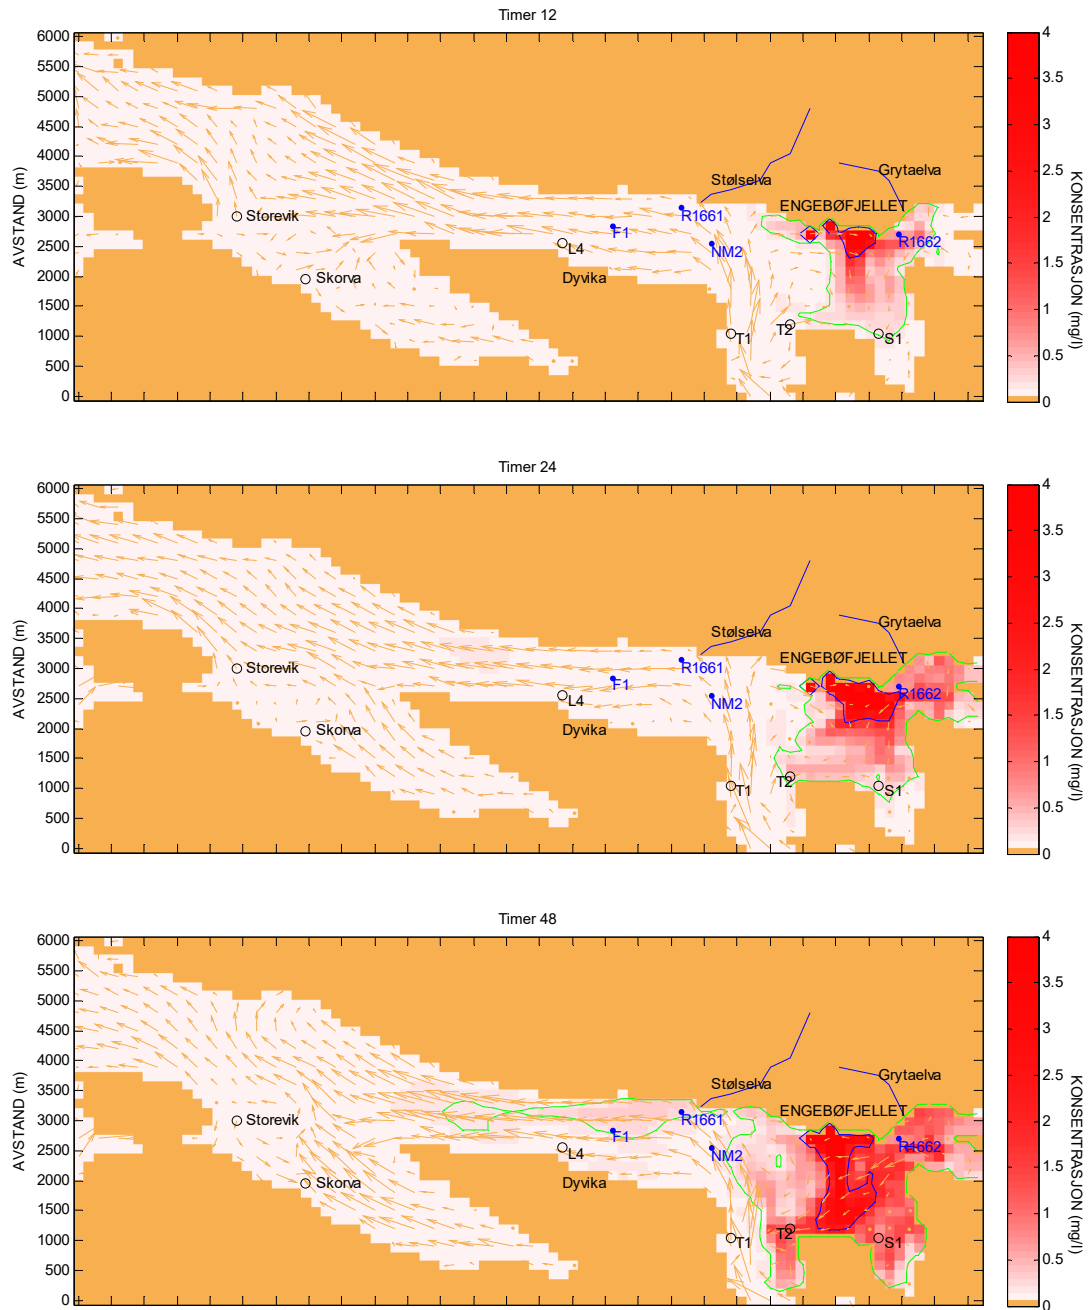 Timer 12
AVSTAND (m)
6000
5500
5000
4500
4000
3500
3000
2500
2000
1500
1000
500
0
Stølselva
Grytaelva
ENGEBØFJELLET
Storevik
R1661
F1
R1662
L4
NM2
Skorva
Dyvika
T1
T2
S1
4
3.5
3
2.5
2
1.5
1
0.5
0
KONSENTRASJON (mg/l)
Timer 24
AVSTAND (m)
6000
5500
5000
4500
4000
3500
3000
2500
2000
1500
1000
500
0
Stølselva
Grytaelva
ENGEBØFJELLET
Storevik
R1661
F1
R1662
L4
NM2
Skorva
Dyvika
T1
T2
S1
4
3.5
3
2.5
2
1.5
1
0.5
0
KONSENTRASJON (mg/l)
Timer 48
AVSTAND (m)
6000
5500
5000
4500
4000
3500
3000
2500
2000
1500
1000
500
0
Stølselva
Grytaelva
ENGEBØFJELLET
Storevik
R1661
F1
R1662
L4
NM2
Skorva
Dyvika
T1
T2
S1
4
3.5
3
2.5
2
1.5
1
0.5
0
KONSENTRASJON (mg/l)